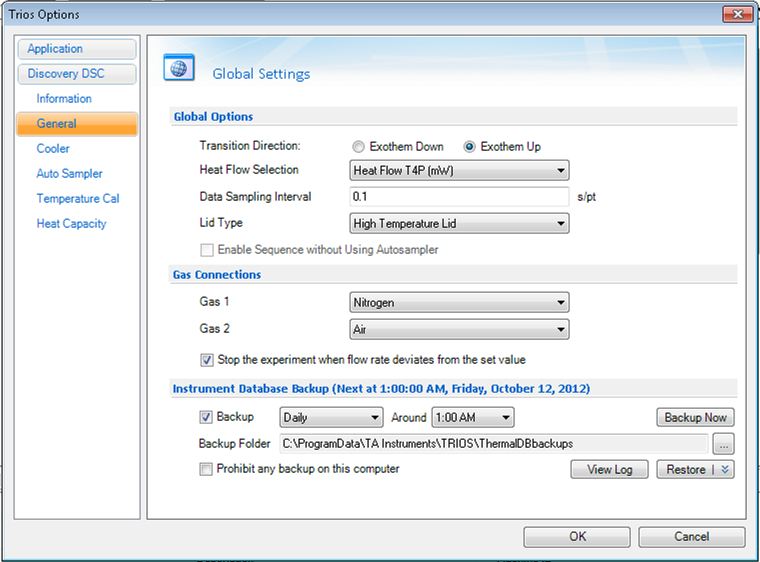 Trios Options
Application
Discovery DSC
Information
General
Cooler
Auto Sampler
Temperature Cal
Heat Capacity
Global Settings
Global Options
Transition Direction: Exothem Down Exothem Up
Heat Flow Selection Heat Flow T4P (mW)
Data Sampling Interval 0.1 s/pt
Lid Type High Temperature Lid
Enable Sequence without Using Autosampler
Gas Connections
Gas 1 Nitrogen
Gas 2 Air
Stop the experiment when flow rate deviates from the set value
Instrument Database Backup (Next at 1:00:00 AM, Friday, October 12, 2012)
Backup Daily Around 1:00 AM Backup Now
Backup Folder C:\ProgramData\TA Instruments\TRIOS\ThermalDBbackups ...
Prohibit any backup on this computer View Log Restore
OK Cancel